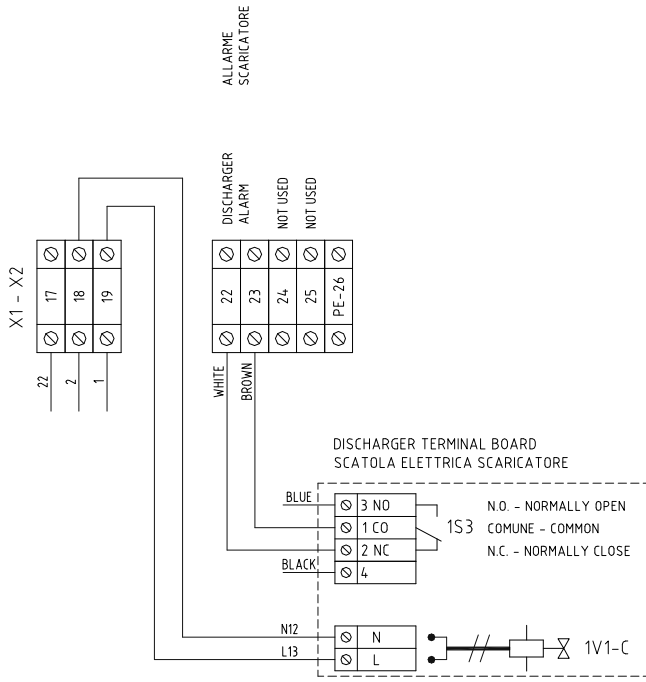 ALLARME
SCARICATORE
DISCHARGER
ALARM
NOT USED
NOT USED
X1 - X2
17
18
19
22
23
24
25
PE-26
22
2
1
WHITE
BROWN
DISCHARGER TERMINAL BOARD
SCATOLA ELETTRICA SCARICATORE
BLUE
3 NO
N.O. - NORMALLY OPEN
1 CO
1S3
COMUNE - COMMON
2 NC
N.C. - NORMALLY CLOSE
BLACK
4
N12
N
L13
L
1V1-C